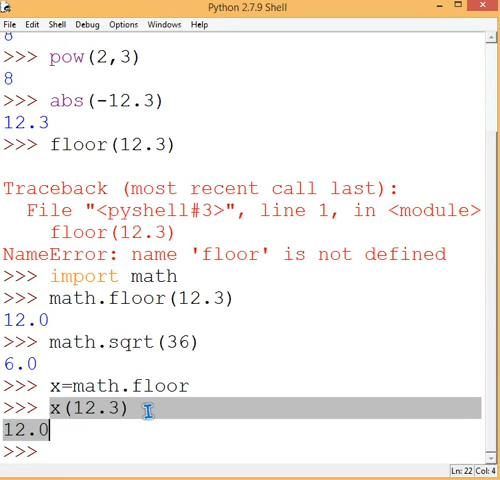 Python 2.7.9 Shell
File Edit Shell Debug Options Windows Help
8
>>> pow(2,3)
8
>>> abs(-12.3)
12.3
>>> floor(12.3)
Traceback (most recent call last):
  File "<pyshell#3>", line 1, in <module>
    floor(12.3)
NameError: name 'floor' is not defined
>>> import math
>>> math.floor(12.3)
12.0
>>> math.sqrt(36)
6.0
>>> x=math.floor
>>> x(12.3)
12.0
>>>
Ln: 22 Col: 4